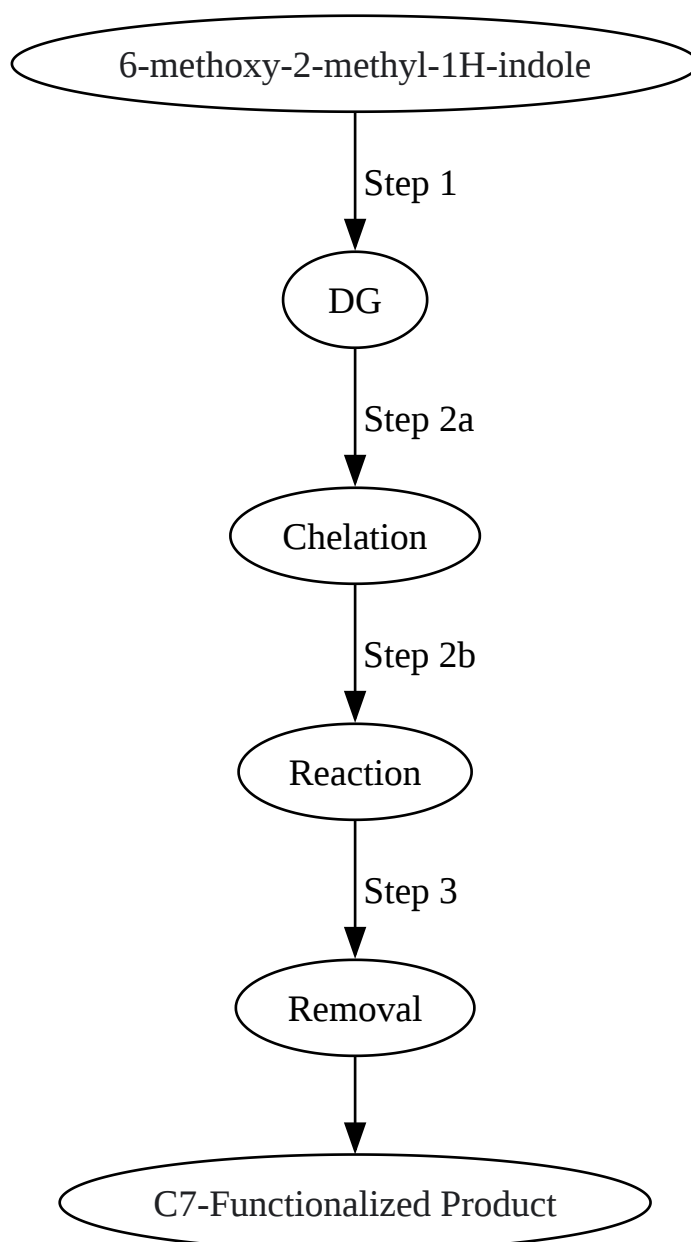 6-methoxy-2-methyl-1H-indole
Step 1
DG
Step 2a
Chelation
Step 2b
Reaction
Step 3
Removal
C7-Functionalized Product